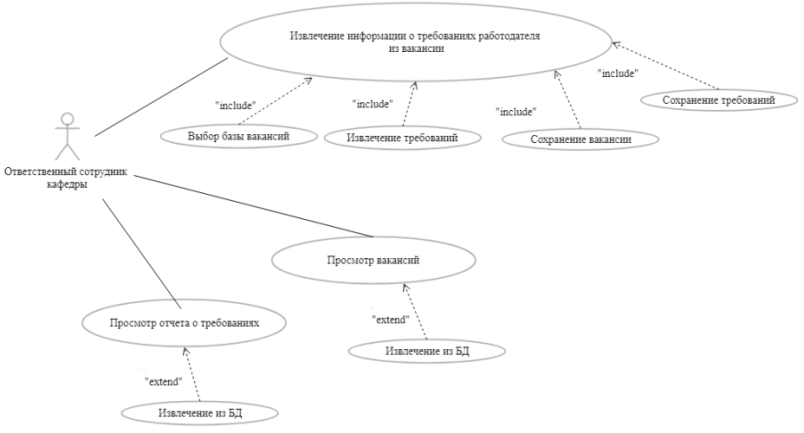 Извлечение информации о требованиях работодателя
из вакансии
"include"
"include"
"include"
"include"
Сохранение требований
Выбор базы вакансий
Извлечение требований
Сохранение вакансии
Ответственный сотрудник
кафедры
Просмотр вакансий
Просмотр отчета о требованиях
"extend"
Извлечение из БД
"extend"
Извлечение из БД